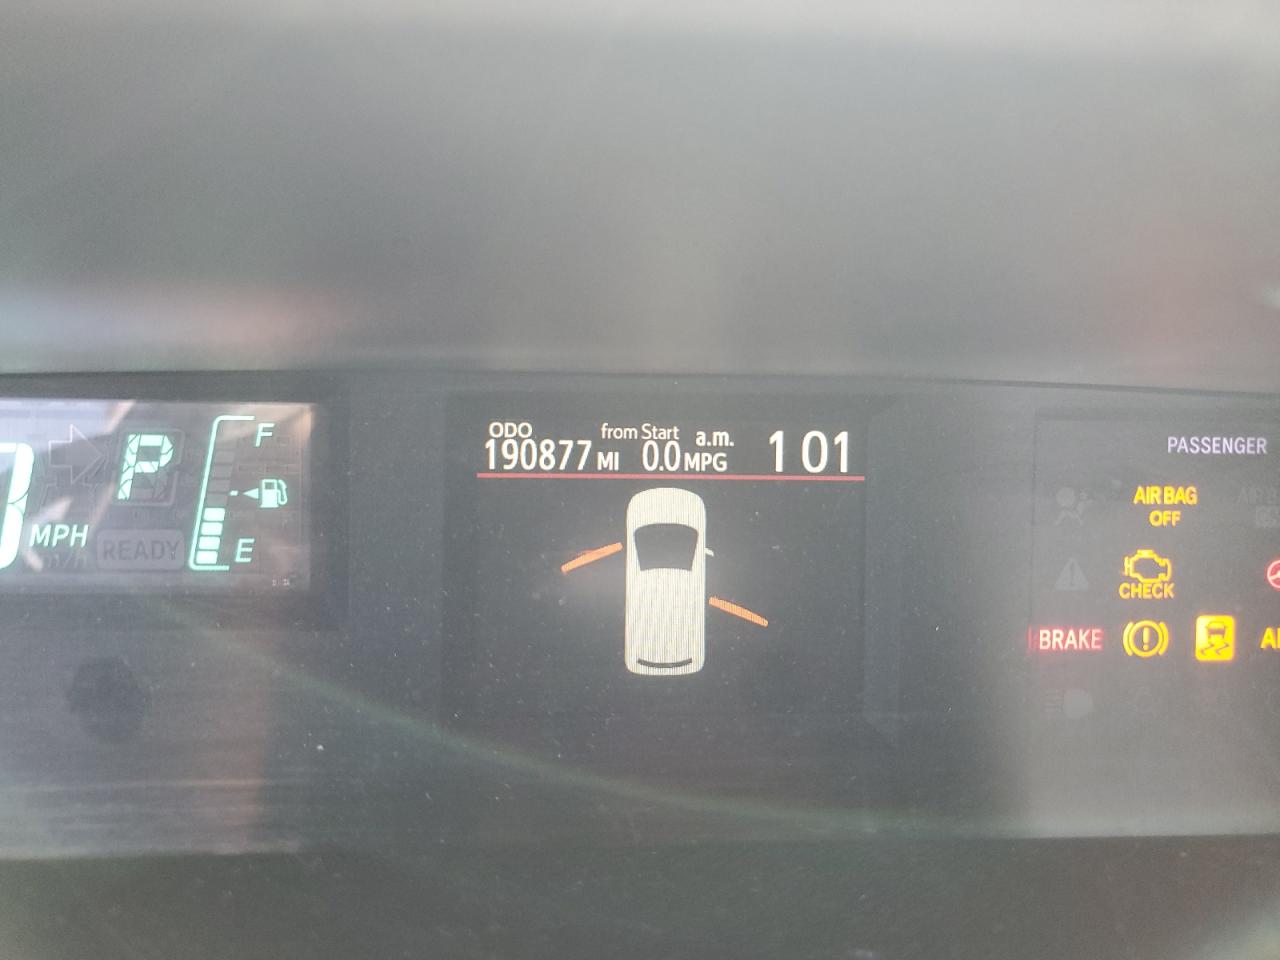 ODO from Start a.m. 1 01
190877 MI 0.0 MPG
P
F
MPH
READY
E
PASSENGER
AIR BAG
OFF
CHECK
BRAKE